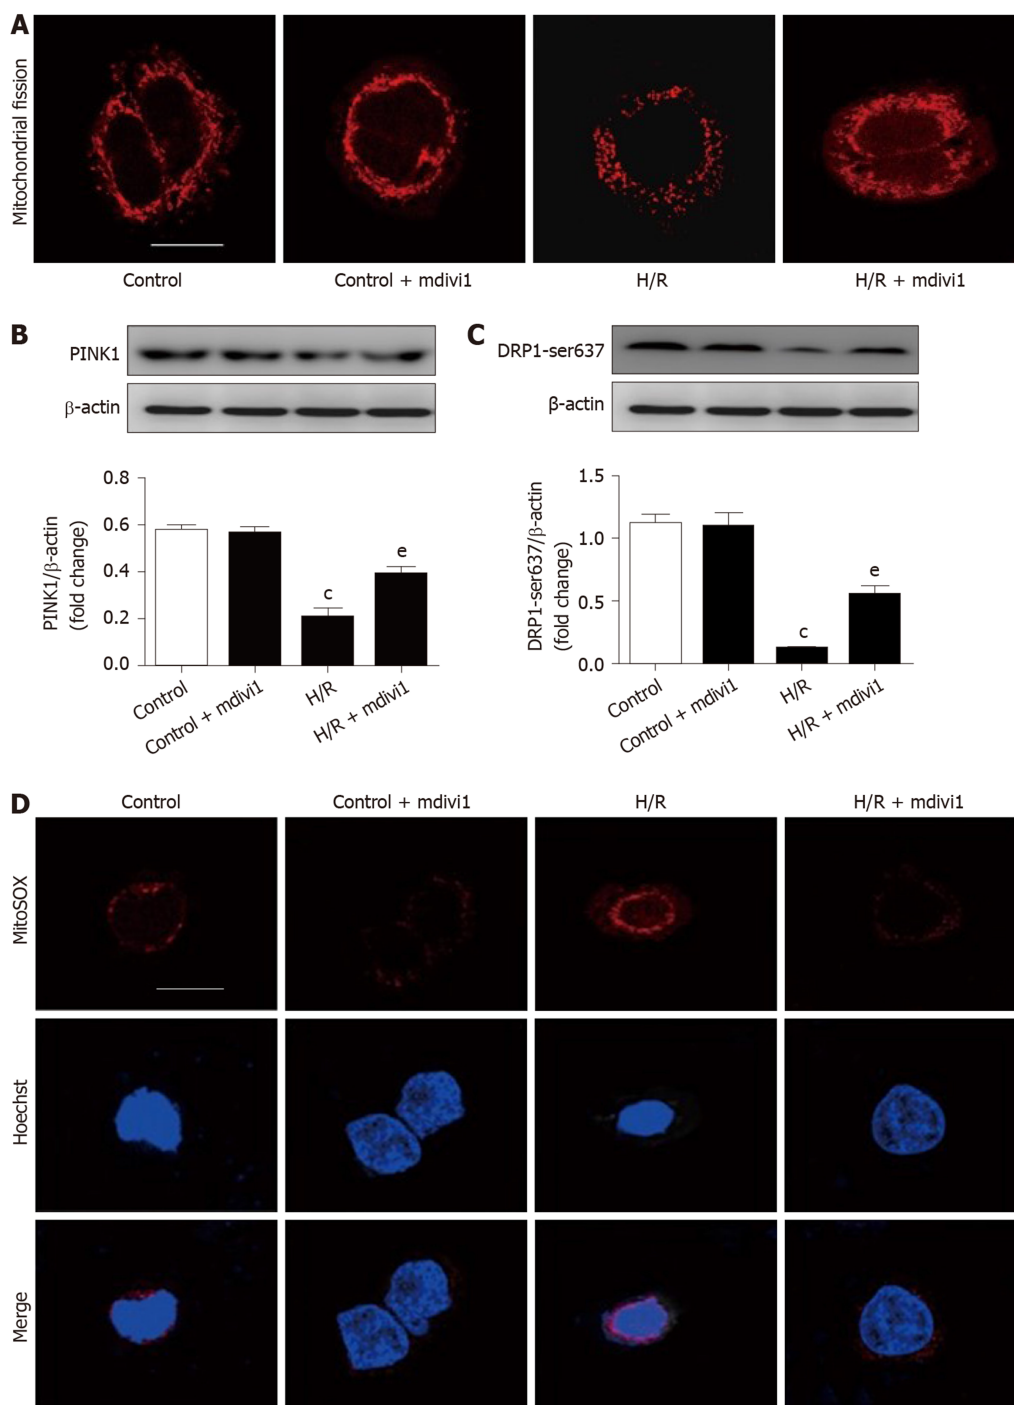 A
Mitochondrial fission
Control
Control + mdivi1
H/R
H/R + mdivi1
B
PINK1
β-actin
PINK1/β-actin
(fold change)
0.8
0.6
0.4
0.2
0.0
c
e
Control
Control + mdivi1
H/R
H/R + mdivi1
C
DRP1-ser637
β-actin
DRP1-ser637/β-actin
(fold change)
1.5
1.0
0.5
0.0
c
e
Control
Control + mdivi1
H/R
H/R + mdivi1
D
Control
Control + mdivi1
H/R
H/R + mdivi1
MitoSOX
Hoechst
Merge